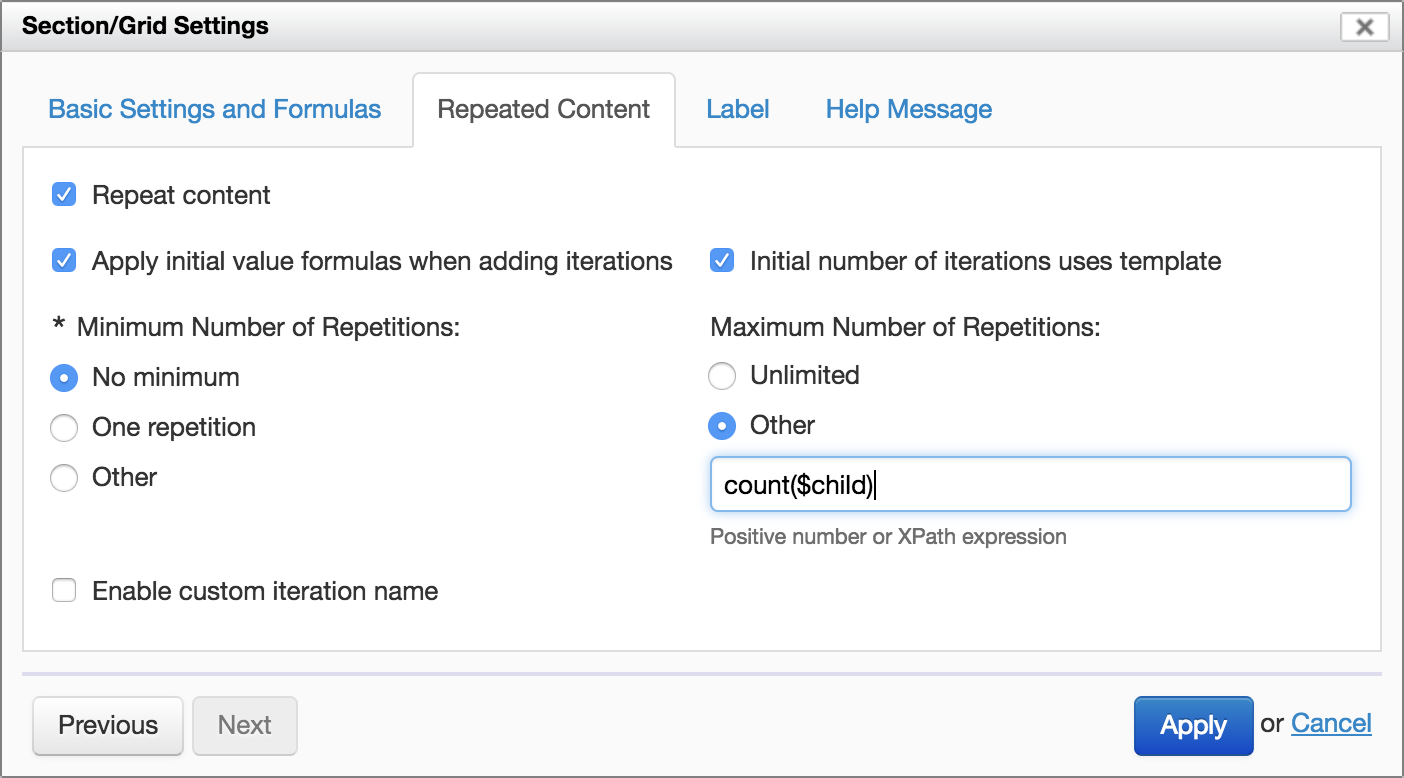 Section/Grid Settings
Basic Settings and Formulas Repeated Content Label Help Message
Repeat content
Apply initial value formulas when adding iterations Initial number of iterations uses template
* Minimum Number of Repetitions: Maximum Number of Repetitions:
No minimum Unlimited
One repetition Other
Other count($child)
Positive number or XPath expression
Enable custom iteration name
Previous Next Apply or Cancel